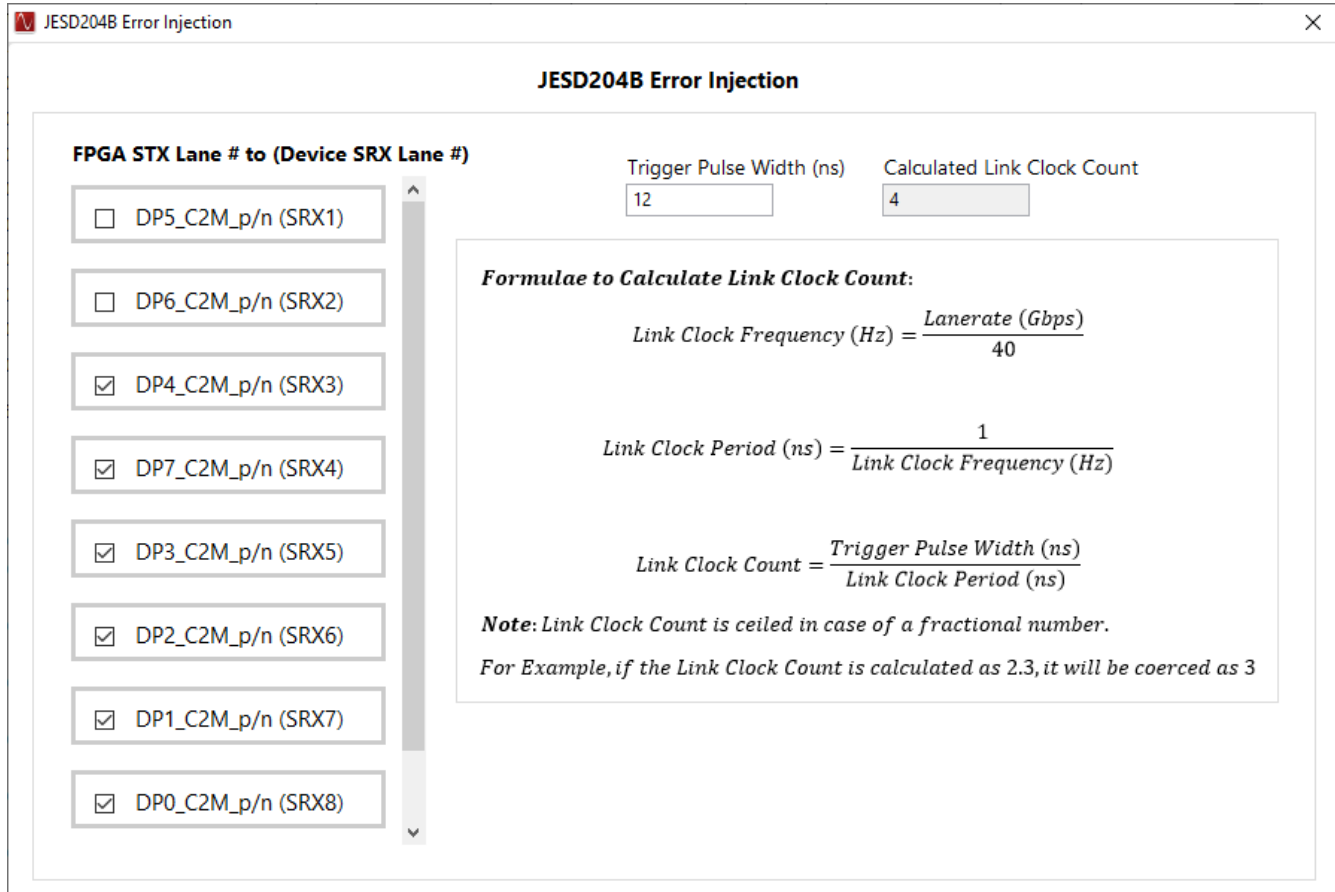 JESD204B Error Injection
JESD204B Error Injection
FPGA STX Lane # to (Device SRX Lane #)
DP5_C2M_p/n (SRX1)
DP6_C2M_p/n (SRX2)
DP4_C2M_p/n (SRX3)
DP7_C2M_p/n (SRX4)
DP3_C2M_p/n (SRX5)
DP2_C2M_p/n (SRX6)
DP1_C2M_p/n (SRX7)
DP0_C2M_p/n (SRX8)
Trigger Pulse Width (ns)
12
Calculated Link Clock Count
4
Formulae to Calculate Link Clock Count:
Link Clock Frequency (Hz) = Lanerate (Gbps)
40
Link Clock Period (ns) = 1
Link Clock Frequency (Hz)
Link Clock Count = Trigger Pulse Width (ns)
Link Clock Period (ns)
Note: Link Clock Count is ceiled in case of a fractional number.
For Example, if the Link Clock Count is calculated as 2.3, it will be coerced as 3